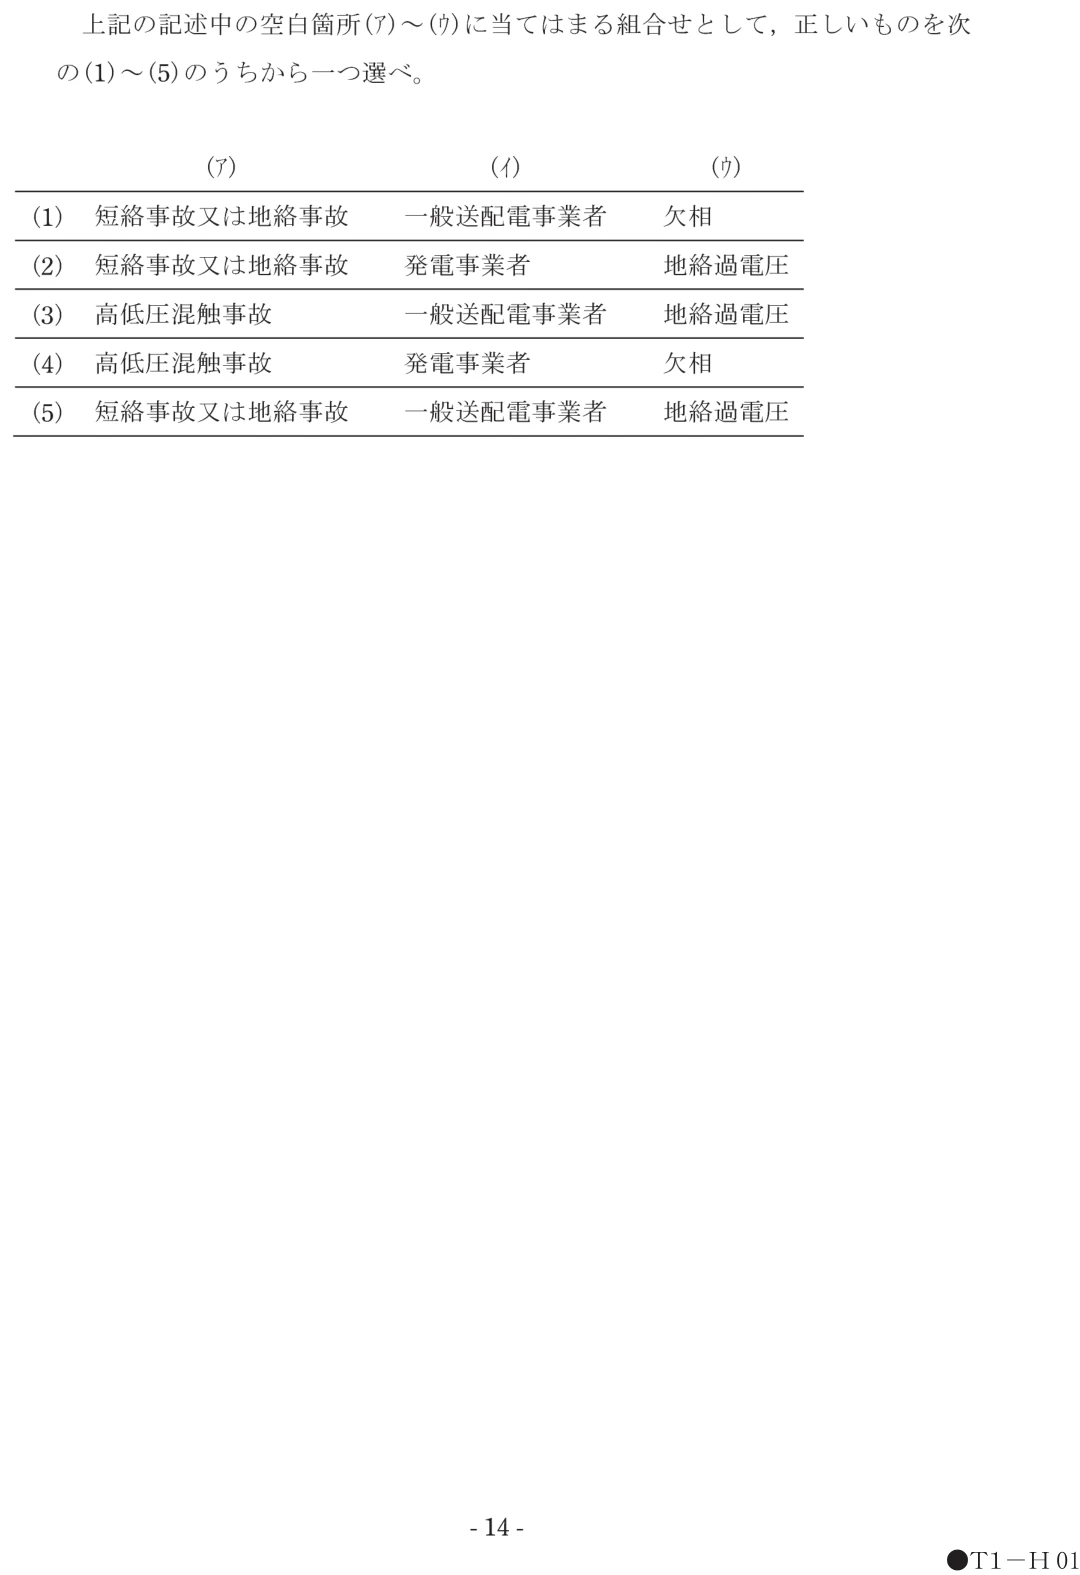 上記の記述中の空白箇所(ｱ)～(ｳ)に当てはまる組合せとして，正しいものを次
の(1)～(5)のうちから一つ選べ。
(ｱ) (ｲ) (ｳ)
(1) 短絡事故又は地絡事故 一般送配電事業者 欠相
(2) 短絡事故又は地絡事故 発電事業者 地絡過電圧
(3) 高低圧混触事故 一般送配電事業者 地絡過電圧
(4) 高低圧混触事故 発電事業者 欠相
(5) 短絡事故又は地絡事故 一般送配電事業者 地絡過電圧
- 14 -
●T1－H 01